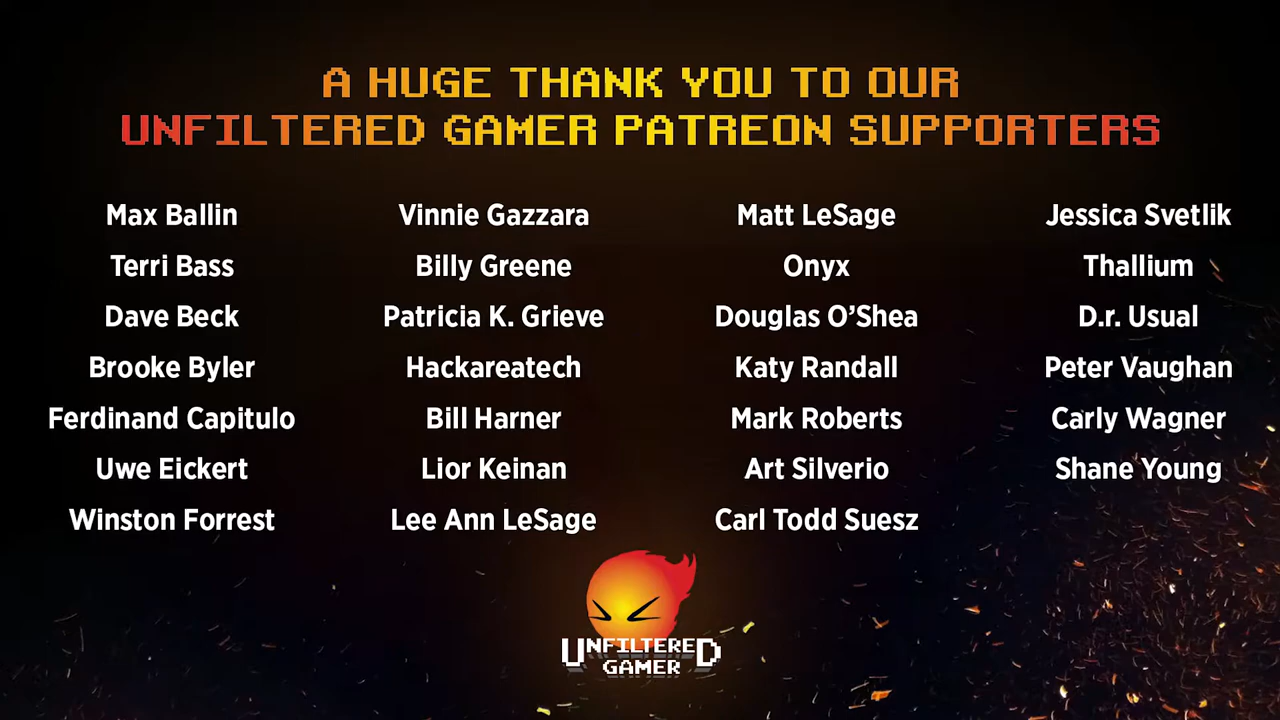 A HUGE THANK YOU TO OUR
UNFILTERED GAMER PATREON SUPPORTERS
Max Ballin
Terri Bass
Dave Beck
Brooke Byler
Ferdinand Capitulo
Uwe Eickert
Winston Forrest
Vinnie Gazzara
Billy Greene
Patricia K. Grieve
Hackareatech
Bill Harner
Lior Keinan
Lee Ann LeSage
Matt LeSage
Onyx
Douglas O’Shea
Katy Randall
Mark Roberts
Art Silverio
Carl Todd Suesz
Jessica Svetlik
Thallium
D.r. Usual
Peter Vaughan
Carly Wagner
Shane Young
UNFILTERED
GAMER